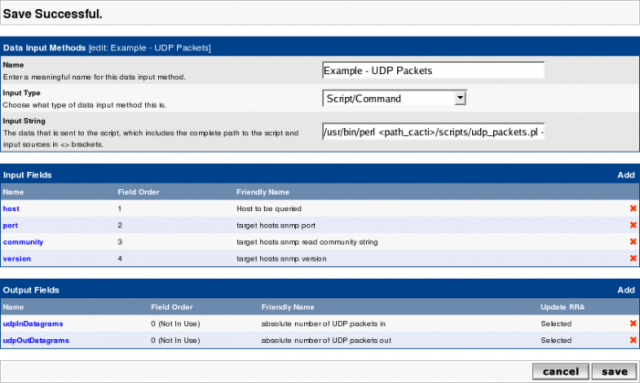 Save Successful.
Data Input Methods [edit: Example - UDP Packets]
Name
Enter a meaningful name for this data input method.
Example - UDP Packets
Input Type
Choose what type of data input method this is.
Script/Command
Input String
The data that is sent to the script, which includes the complete path to the script and
input sources in <> brackets.
/usr/bin/perl <path_cacti>/scripts/udp_packets.pl -
Input Fields Add
Name Field Order Friendly Name
host 1 Host to be queried ✖
port 2 target hosts snmp port ✖
community 3 target hosts snmp read community string ✖
version 4 target hosts snmp version ✖
Output Fields Add
Name Field Order Friendly Name Update RRA
udpInDatagrams 0 (Not In Use) absolute number of UDP packets in Selected ✖
udpOutDatagrams 0 (Not In Use) absolute number of UDP packets out Selected ✖
cancel save